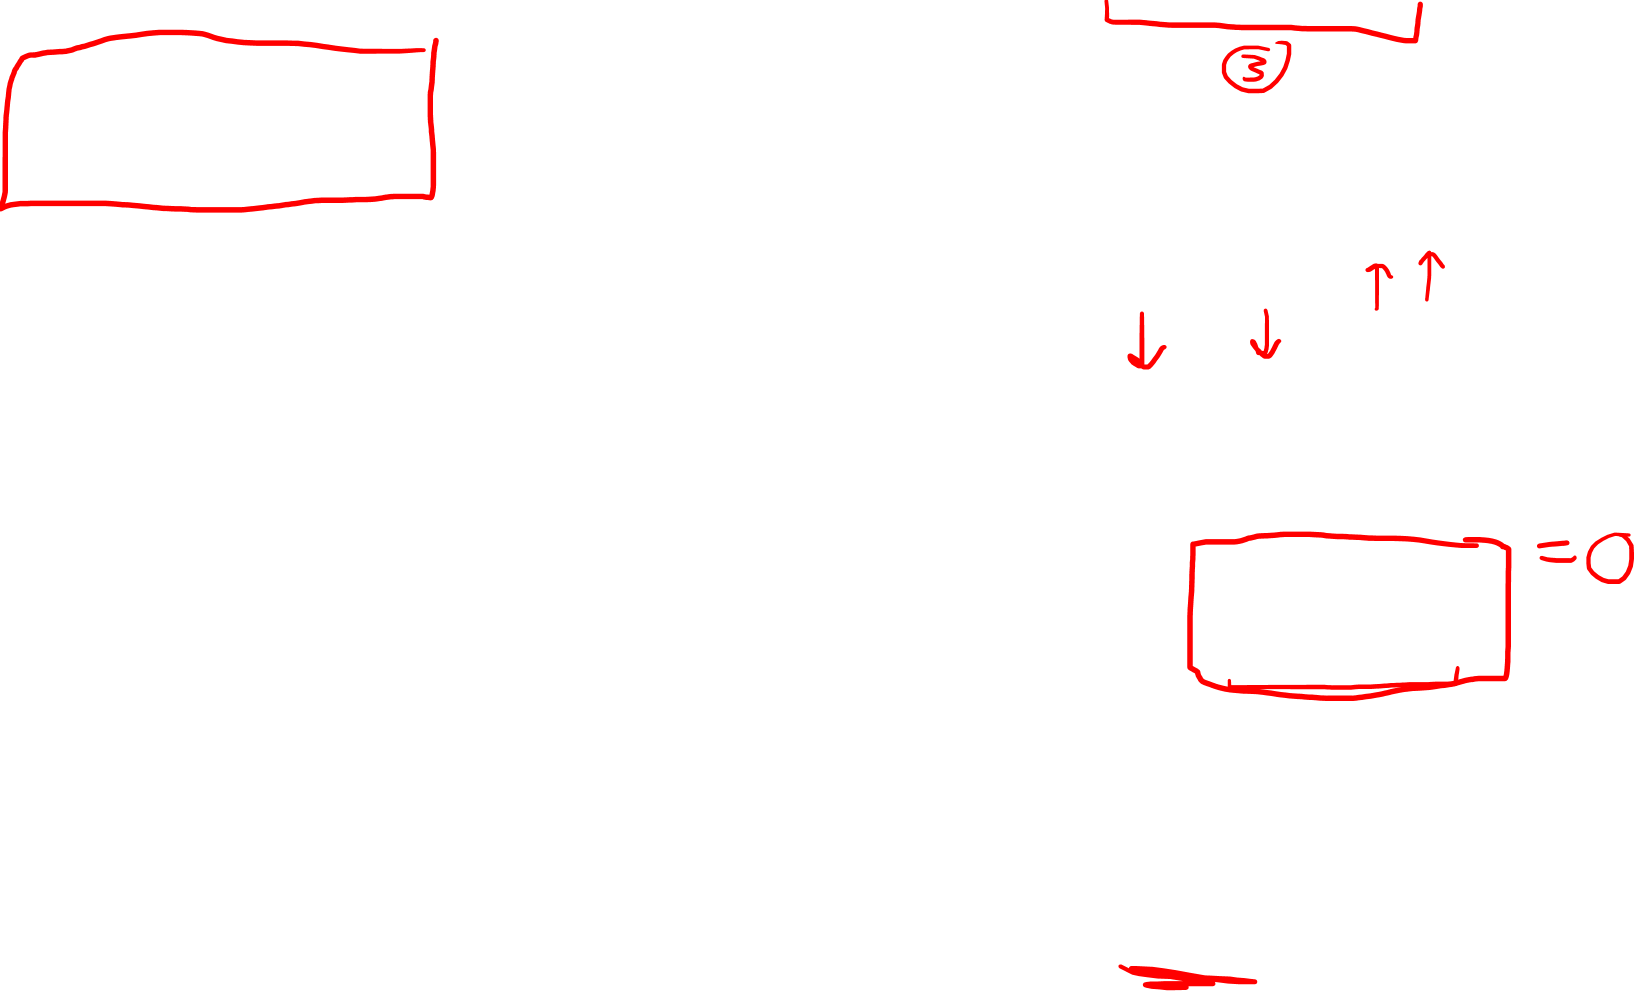 ③
↓ ↓ ↑ ↑
= 0